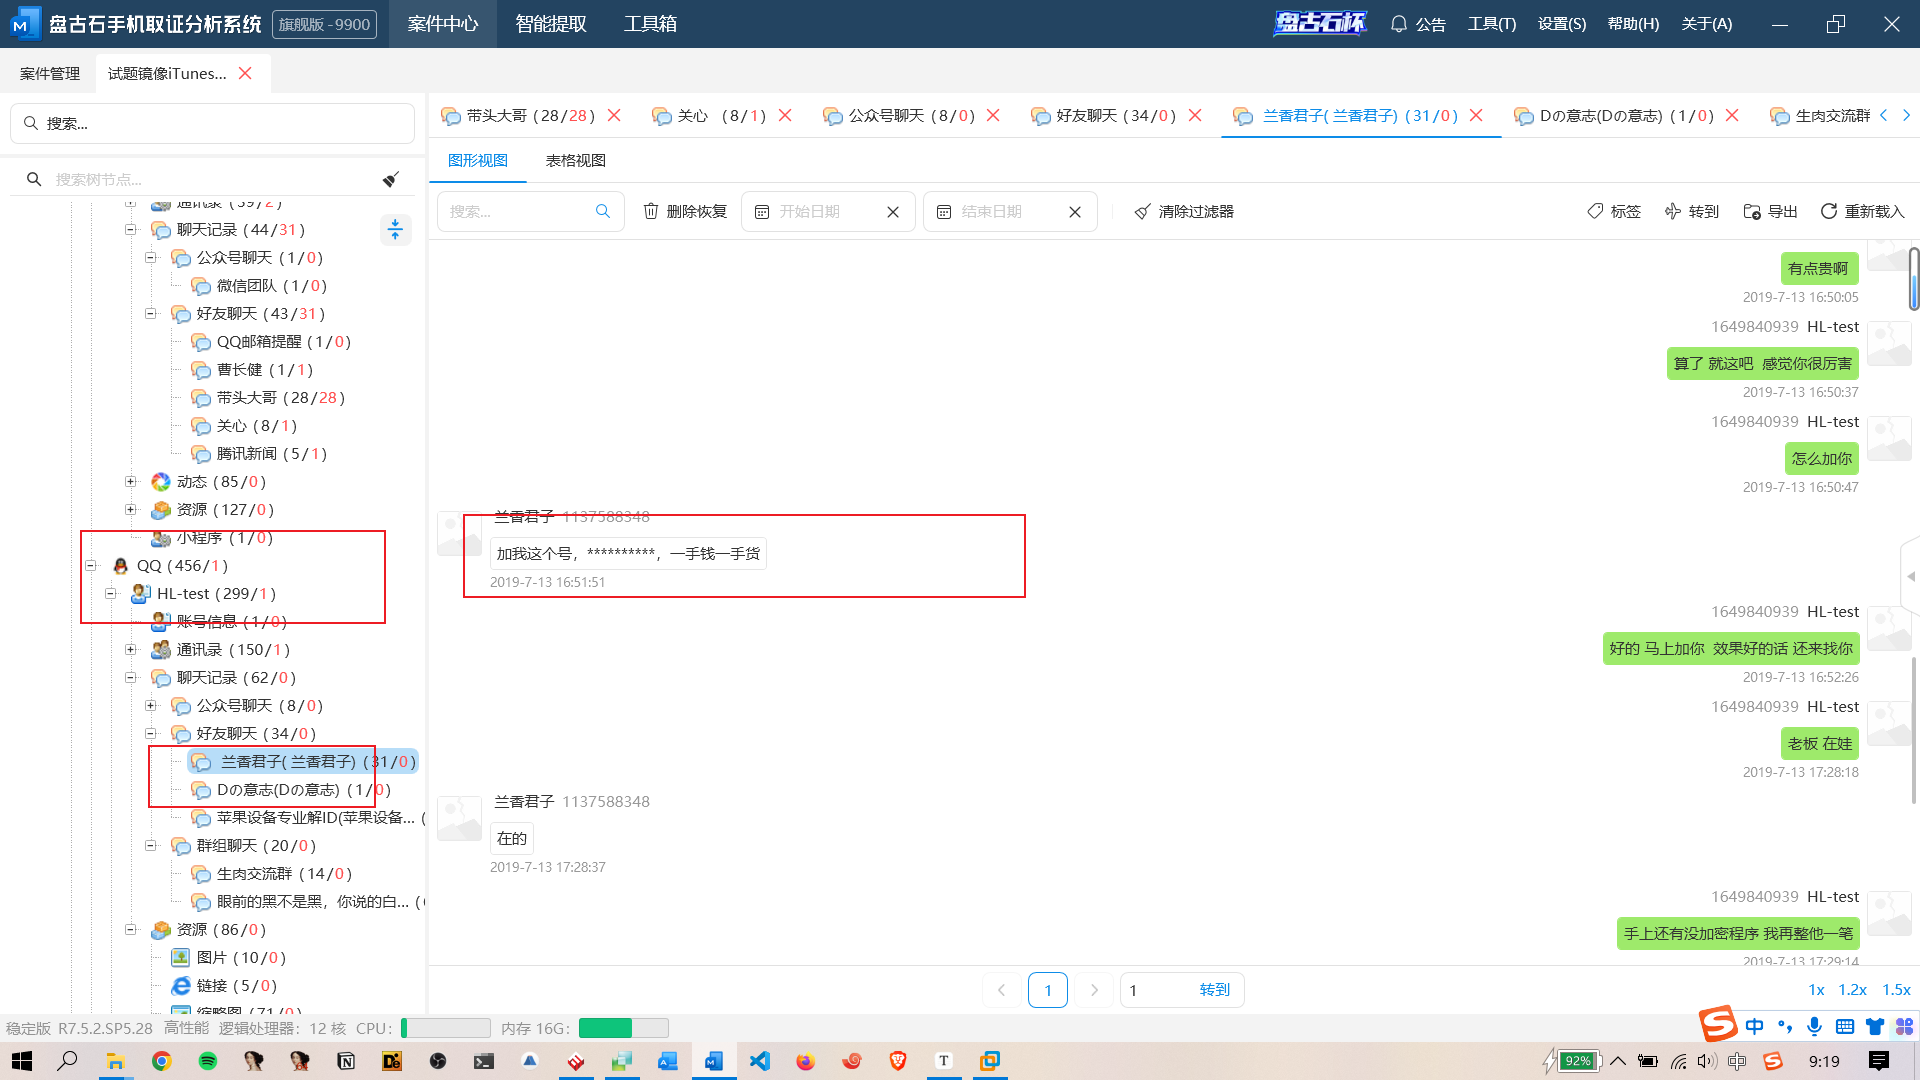 盘古石手机取证分析系统 旗舰版 -9900 案件中心 智能提取 工具箱 盘古石杯 公告 工具(T) 设置(S) 帮助(H) 关于(A)
案件管理 试题镜像iTunes...
搜索...
搜索树节点...
通讯录 (59/2)
聊天记录 (44/31)
公众号聊天 (1/0)
微信团队 (1/0)
好友聊天 (43/31)
QQ邮箱提醒 (1/0)
曹长健 (1/1)
带头大哥 (28/28)
关心 (8/1)
腾讯新闻 (5/1)
动态 (85/0)
资源 (127/0)
小程序 (1/0)
QQ (456/1)
HL-test (299/1)
账号信息 (1/0)
通讯录 (150/1)
聊天记录 (62/0)
公众号聊天 (8/0)
好友聊天 (34/0)
兰香君子( 兰香君子) (31/0)
Dの意志(Dの意志) (1/0)
苹果设备专业解ID(苹果设备... (
群组聊天 (20/0)
生肉交流群 (14/0)
眼前的黑不是黑，你说的白... (
资源 (86/0)
图片 (10/0)
链接 (5/0)
缩略图 (71/0)
带头大哥 (28/28) 关心 (8/1) 公众号聊天 (8/0) 好友聊天 (34/0) 兰香君子( 兰香君子) (31/0) Dの意志(Dの意志) (1/0) 生肉交流群
图形视图 表格视图
搜索... 删除恢复 开始日期 结束日期 清除过滤器 标签 转到 导出 重新载入
有点贵啊
2019-7-13 16:50:05
1649840939 HL-test
算了 就这吧 感觉你很厉害
2019-7-13 16:50:37
1649840939 HL-test
怎么加你
2019-7-13 16:50:47
兰香君子 1137588348
加我这个号，**********，一手钱一手货
2019-7-13 16:51:51
1649840939 HL-test
好的 马上加你 效果好的话 还来找你
2019-7-13 16:52:26
1649840939 HL-test
老板 在娃
2019-7-13 17:28:18
兰香君子 1137588348
在的
2019-7-13 17:28:37
1649840939 HL-test
手上还有没加密程序 我再整他一笔
2019-7-13 17:29:14
1 1 转到
1x 1.2x 1.5x
稳定版 R7.5.2.SP5.28 高性能 逻辑处理器：12 核 CPU： 内存 16G：
中
92% 9:19